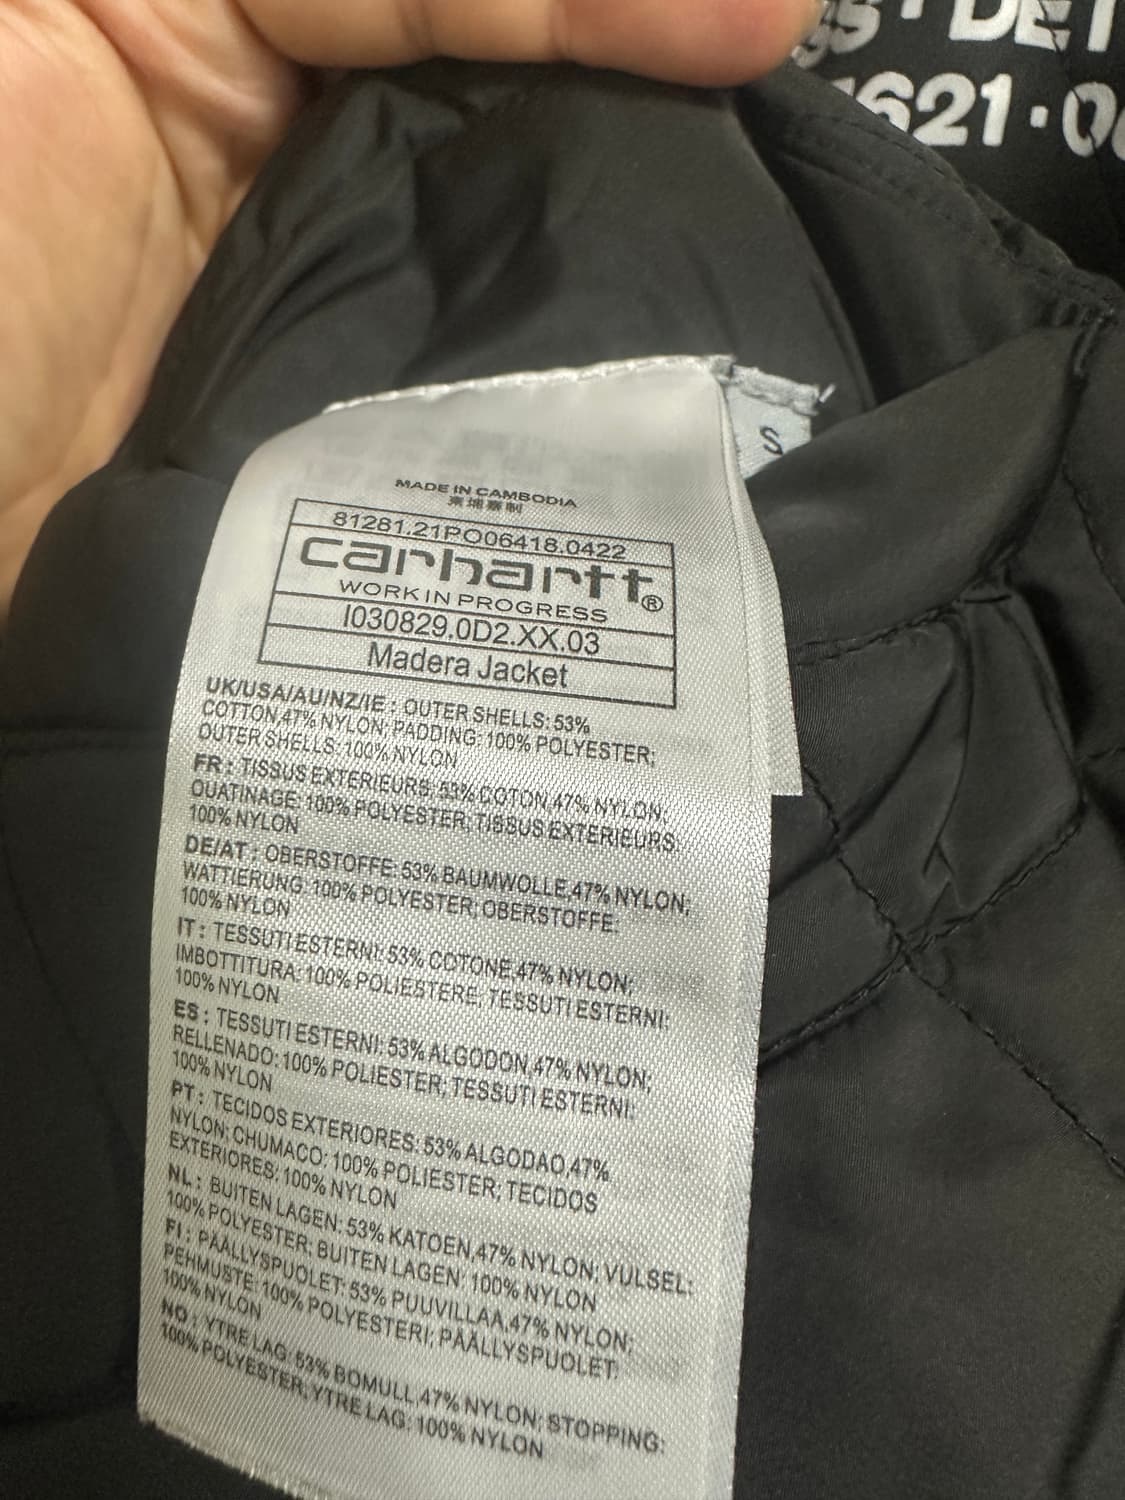 DET
621·0
S
MADE IN CAMBODIA
柬埔寨制
81281.21PO06418.0422
carhartt®
WORK IN PROGRESS
I030829.0D2.XX.03
Madera Jacket
UK/USA/AU/NZ/IE : OUTER SHELLS: 53%
COTTON,47% NYLON; PADDING: 100% POLYESTER;
OUTER SHELLS: 100% NYLON
FR : TISSUS EXTERIEURS: 53% COTON,47% NYLON,
OUATINAGE: 100% POLYESTER; TISSUS EXTERIEURS:
100% NYLON
DE/AT : OBERSTOFFE: 53% BAUMWOLLE,47% NYLON;
WATTIERUNG: 100% POLYESTER; OBERSTOFFE:
100% NYLON
IT : TESSUTI ESTERNI: 53% COTONE,47% NYLON;
IMBOTTITURA: 100% POLIESTERE; TESSUTI ESTERNI:
100% NYLON
ES : TESSUTI ESTERNI: 53% ALGODON,47% NYLON;
RELLENADO: 100% POLIESTER; TESSUTI ESTERNI:
100% NYLON
PT : TECIDOS EXTERIORES: 53% ALGODAO,47%
NYLON; CHUMACO: 100% POLIESTER; TECIDOS
EXTERIORES: 100% NYLON
NL : BUITEN LAGEN: 53% KATOEN,47% NYLON; VULSEL:
100% POLYESTER; BUITEN LAGEN: 100% NYLON
FI : PÄÄLLYSPUOLET: 53% PUUVILLAA,47% NYLON;
PEHMUSTE: 100% POLYESTERI; PÄÄLLYSPUOLET:
100% NYLON
NO : YTRE LAG: 53% BOMULL,47% NYLON; STOPPING:
100% POLYESTER; YTRE LAG: 100% NYLON